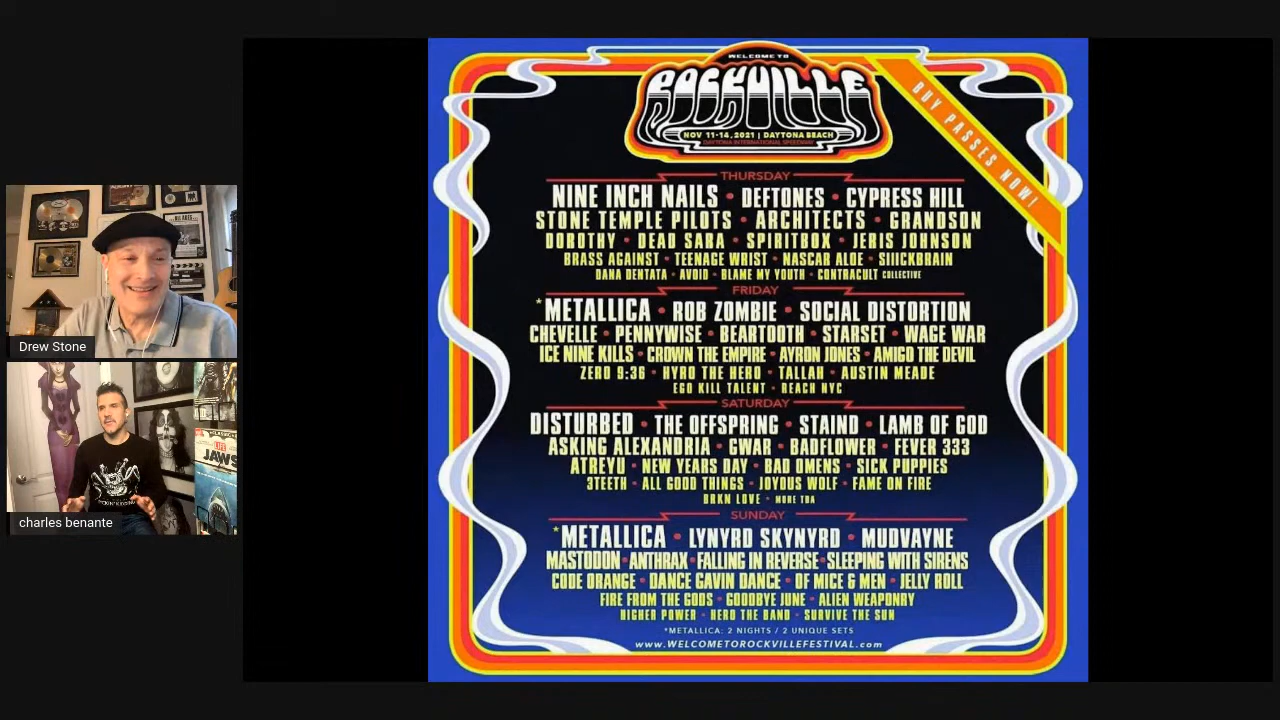 WELCOME TO
ROCKVILLE
NOV 11-14, 2021 | DAYTONA BEACH
DAYTONA INTERNATIONAL SPEEDWAY
BUY PASSES NOW!
THURSDAY
NINE INCH NAILS • DEFTONES • CYPRESS HILL
STONE TEMPLE PILOTS • ARCHITECTS • GRANDSON
DOROTHY • DEAD SARA • SPIRITBOX • JERIS JOHNSON
BRASS AGAINST • TEENAGE WRIST • NASCAR ALOE • SIIICKBRAIN
DANA DENTATA • AVOID • BLAME MY YOUTH • CONTRACULT COLLECTIVE
FRIDAY
*METALLICA • ROB ZOMBIE • SOCIAL DISTORTION
CHEVELLE • PENNYWISE • BEARTOOTH • STARSET • WAGE WAR
ICE NINE KILLS • CROWN THE EMPIRE • AYRON JONES • AMIGO THE DEVIL
ZERO 9:36 • HYRO THE HERO • TALLAH • AUSTIN MEADE
EGO KILL TALENT • REACH NYC
SATURDAY
DISTURBED • THE OFFSPRING • STAIND • LAMB OF GOD
ASKING ALEXANDRIA • GWAR • BADFLOWER • FEVER 333
ATREYU • NEW YEARS DAY • BAD OMENS • SICK PUPPIES
3TEETH • ALL GOOD THINGS • JOYOUS WOLF • FAME ON FIRE
BRKN LOVE • MORE TBA
SUNDAY
*METALLICA • LYNYRD SKYNYRD • MUDVAYNE
MASTODON • ANTHRAX • FALLING IN REVERSE • SLEEPING WITH SIRENS
CODE ORANGE • DANCE GAVIN DANCE • OF MICE & MEN • JELLY ROLL
FIRE FROM THE GODS • GOODBYE JUNE • ALIEN WEAPONRY
HIGHER POWER • HERO THE BAND • SURVIVE THE SUN
*METALLICA: 2 NIGHTS / 2 UNIQUE SETS
www.WELCOMETOROCKVILLEFESTIVAL.com
Drew Stone
LIFE
JAWS
charles benante